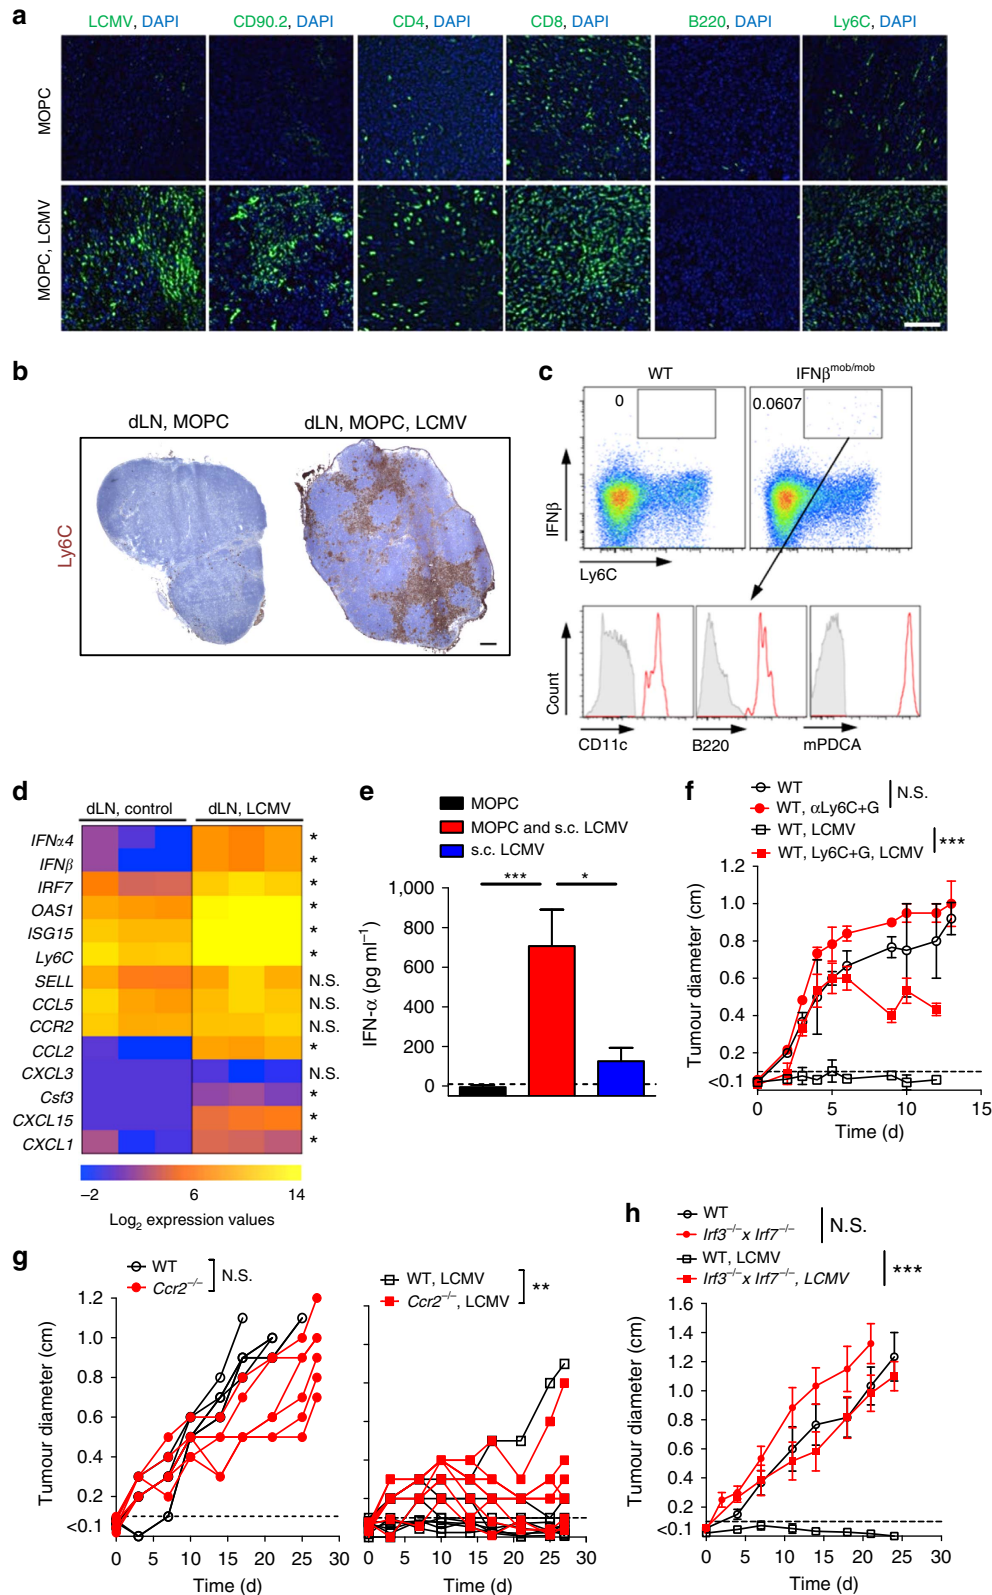 a
LCMV, DAPI CD90.2, DAPI CD4, DAPI CD8, DAPI B220, DAPI Ly6C, DAPI
MOPC
MOPC, LCMV
b
dLN, MOPC dLN, MOPC, LCMV
Ly6C
c
WT IFNβmob/mob
0 0.0607
IFNβ
Ly6C
Count
CD11c B220 mPDCA
d
dLN, control dLN, LCMV
IFNα4 *
IFNβ *
IRF7 *
OAS1 *
ISG15 *
Ly6C *
SELL N.S.
CCL5 N.S.
CCR2 N.S.
CCL2 *
CXCL3 N.S.
Csf3 *
CXCL15 *
CXCL1 *
−2 6 14
Log2 expression values
e
MOPC
MOPC and s.c. LCMV
s.c. LCMV
*** *
1,000
800
600
400
200
0
IFN-α (pg ml−1)
f
WT
WT, αLy6C+G
N.S.
WT, LCMV
WT, Ly6C+G, LCMV
***
1.2
1.0
0.8
0.6
0.4
0.2
<0.1
Tumour diameter (cm)
0 5 10 15
Time (d)
g
WT
Ccr2−/−
N.S.
1.2
1.0
0.8
0.6
0.4
0.2
<0.1
Tumour diameter (cm)
0 5 10 15 20 25 30
Time (d)
WT, LCMV
Ccr2−/−, LCMV
**
0 5 10 15 20 25 30
Time (d)
h
WT
Irf3−/−x Irf7−/−
N.S.
WT, LCMV
Irf3−/−x Irf7−/−, LCMV
***
1.6
1.4
1.2
1.0
0.8
0.6
0.4
0.2
<0.1
Tumour diameter (cm)
0 5 10 15 20 25 30
Time (d)